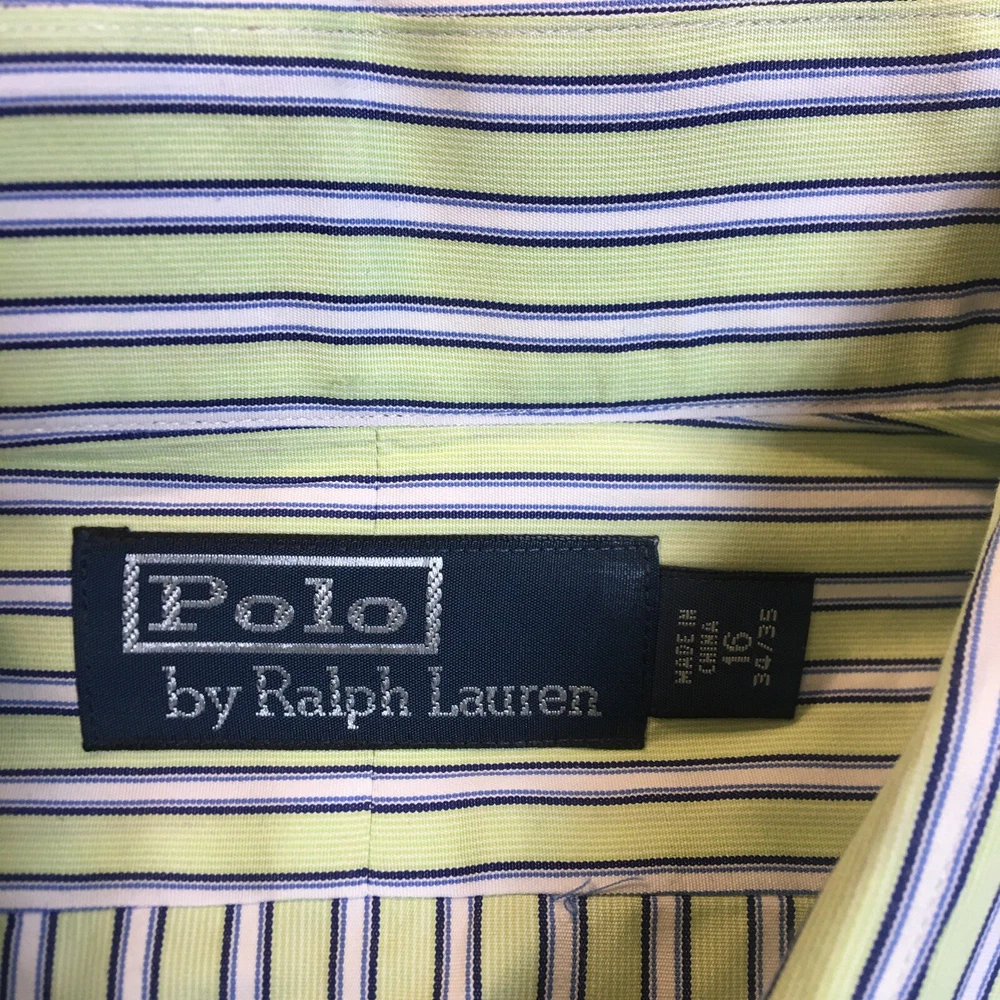 Polo
by Ralph Lauren
MADE IN
CHINA
16
34/35